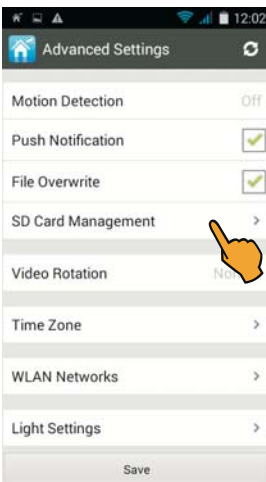 12:02
Advanced Settings
Motion Detection Off
Push Notification
File Overwrite
SD Card Management
Video Rotation
Time Zone
WLAN Networks
Light Settings
Save